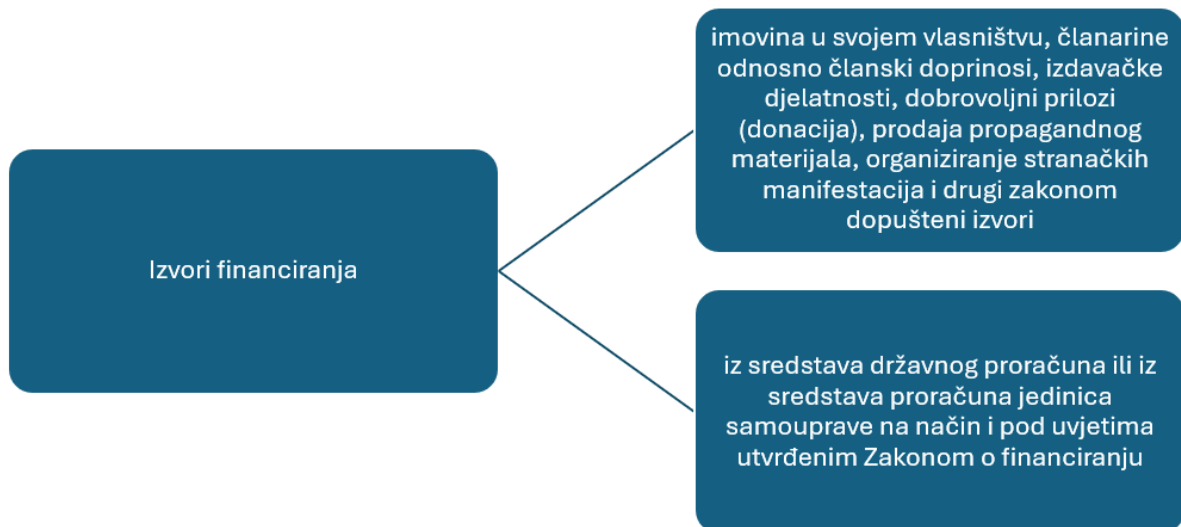 Izvori financiranja
imovina u svojem vlasništvu, članarine
odnosno članski doprinosi, izdavačke
djelatnosti, dobrovoljni prilozi
(donacija), prodaja propagandnog
materijala, organiziranje stranačkih
manifestacija i drugi zakonom
dopušteni izvori
iz sredstava državnog proračuna ili iz
sredstava proračuna jedinica
samouprave na način i pod uvjetima
utvrđenim Zakonom o financiranju